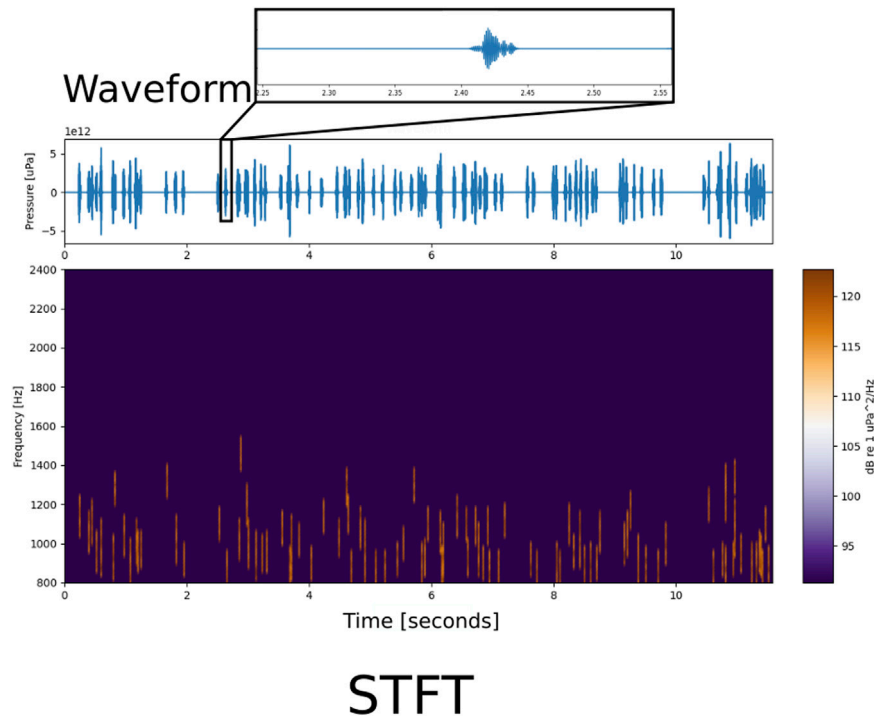 2.25 2.30 2.35 2.40 2.45 2.50 2.55
Waveform
1e12
Pressure [uPa]
5
0
−5
0 2 4 6 8 10
Frequency [Hz]
2400
2200
2000
1800
1600
1400
1200
1000
800
0 2 4 6 8 10
Time [seconds]
120
115
110
105
100
95
dB re 1 uPa^2/Hz
STFT